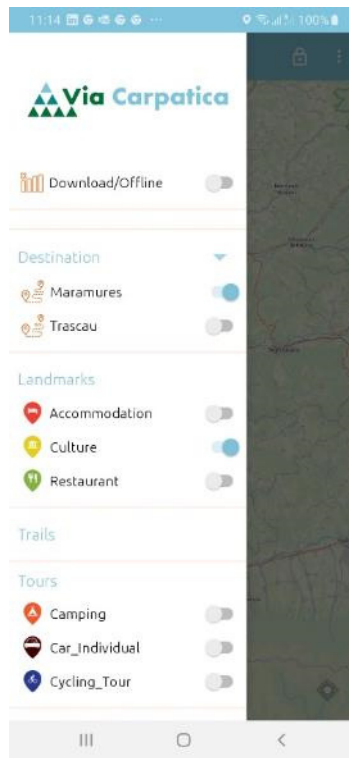 11:14
100%
Via Carpatica
Download/Offline
Destination
Maramures
Trascau
Landmarks
Accommodation
Culture
Restaurant
Trails
Tours
Camping
Car_Individual
Cycling_Tour